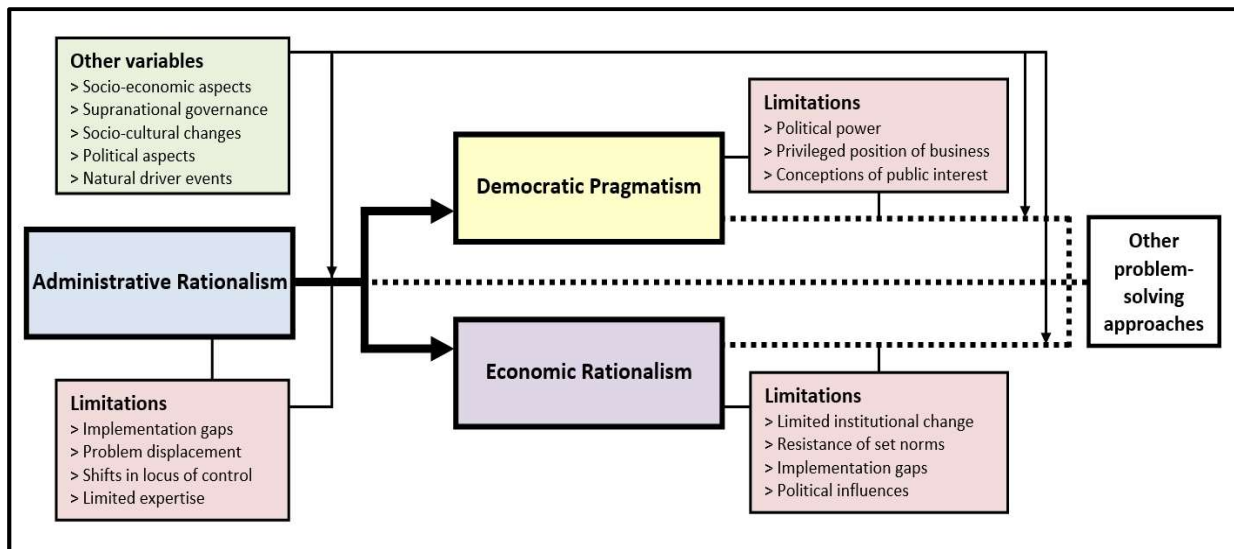 Other variables
> Socio-economic aspects
> Supranational governance
> Socio-cultural changes
> Political aspects
> Natural driver events
Administrative Rationalism
Limitations
> Implementation gaps
> Problem displacement
> Shifts in locus of control
> Limited expertise
Democratic Pragmatism
Economic Rationalism
Limitations
> Political power
> Privileged position of business
> Conceptions of public interest
Limitations
> Limited institutional change
> Resistance of set norms
> Implementation gaps
> Political influences
Other
problem-
solving
approaches